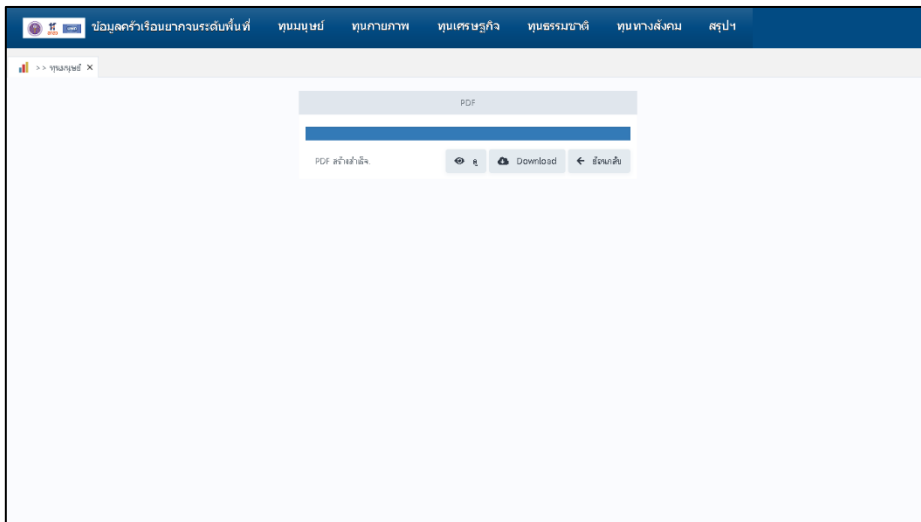 ข้อมูลครัวเรือนยากจนระดับพื้นที่ ทุนมนุษย์ ทุนกายภาพ ทุนเศรษฐกิจ ทุนธรรมชาติ ทุนทางสังคม สรุปฯ
>> ทุนมนุษย์ ×
PDF
PDF สร้างสำเร็จ. ดู Download ย้อนกลับ